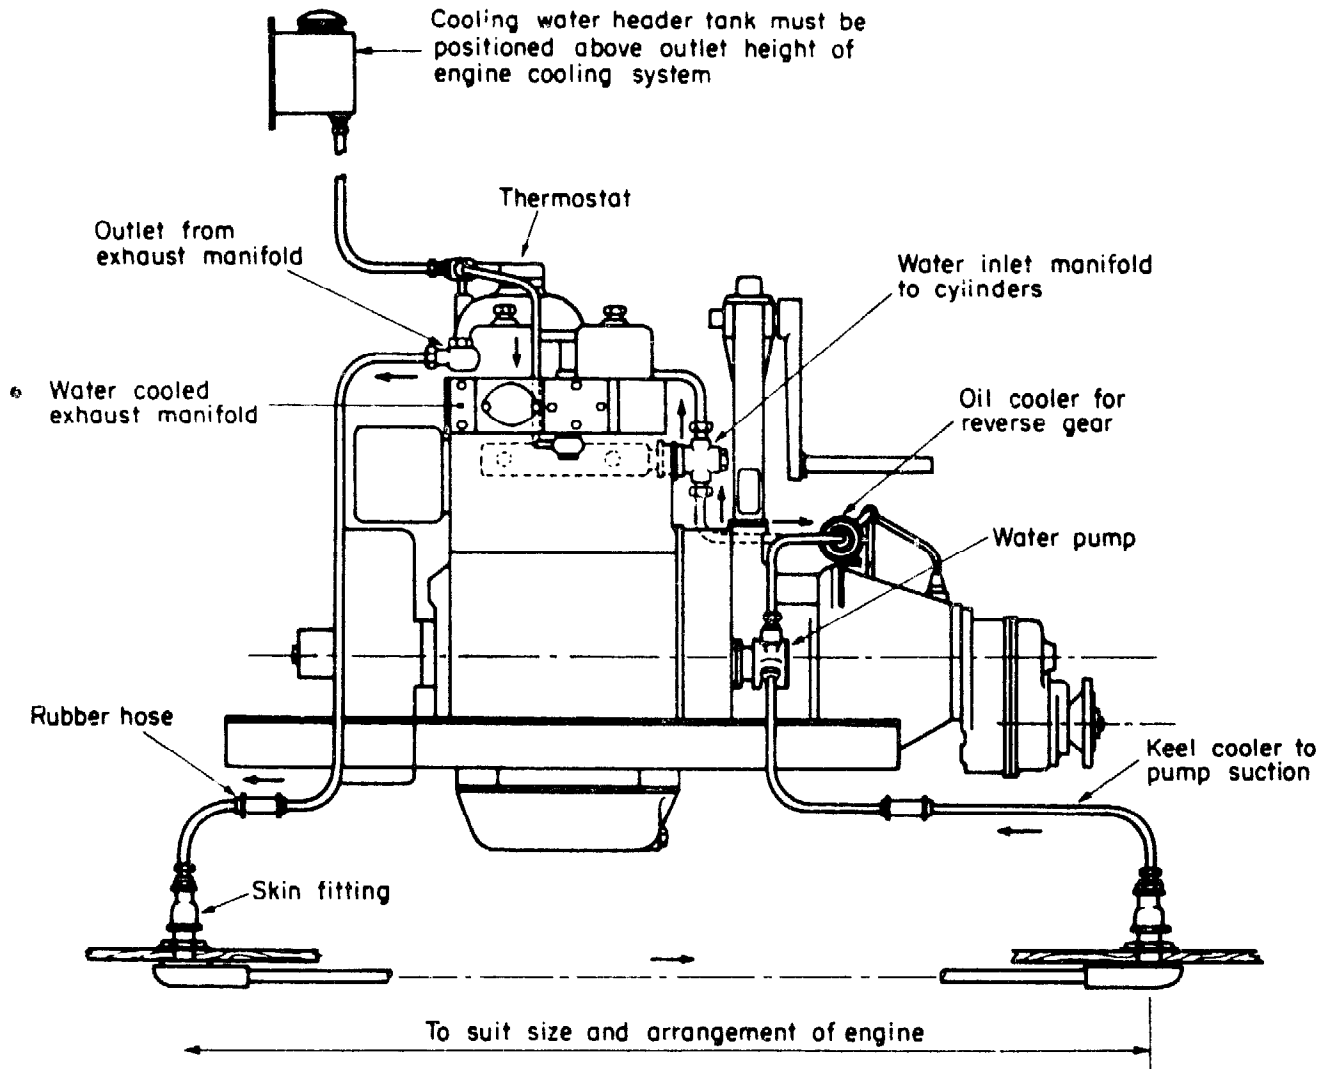 Cooling water header tank must be
positioned above outlet height of
engine cooling system
Thermostat
Outlet from
exhaust manifold
Water inlet manifold
to cylinders
Water cooled
exhaust manifold
Oil cooler for
reverse gear
Water pump
Rubber hose
Keel cooler to
pump suction
Skin fitting
To suit size and arrangement of engine